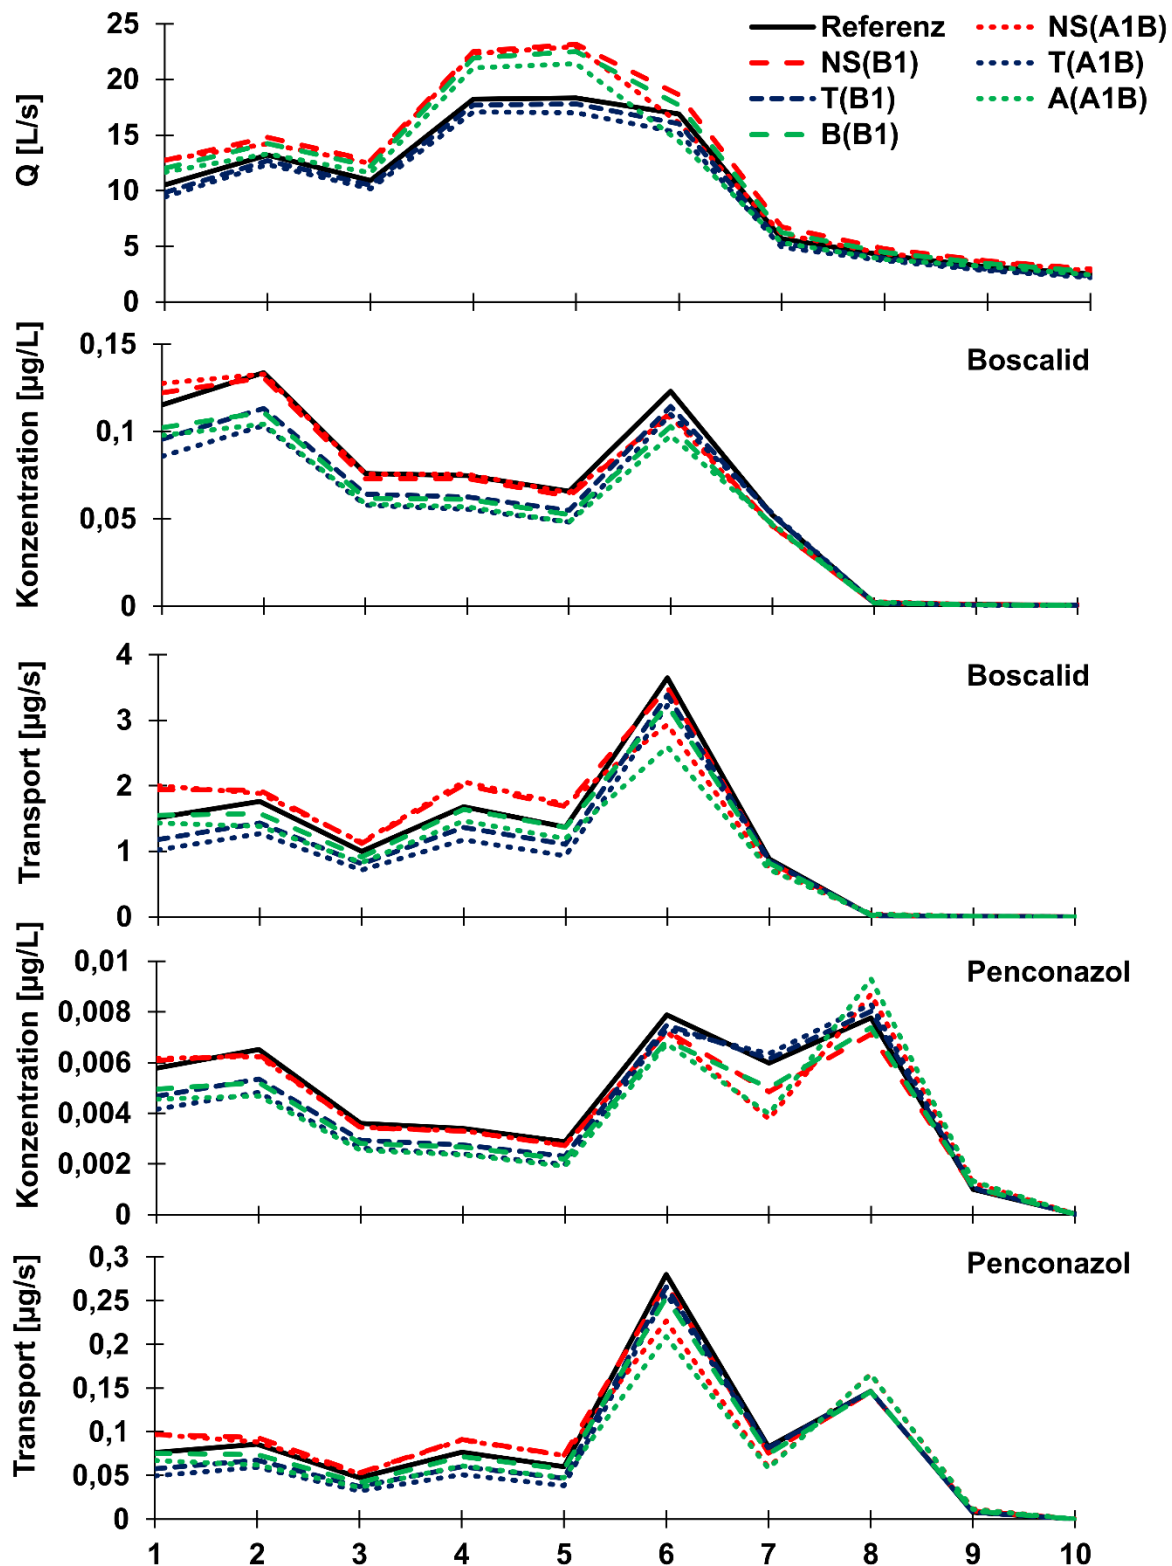 Referenz
NS(A1B)
NS(B1)
T(A1B)
T(B1)
A(A1B)
B(B1)
Q [L/s]
25
20
15
10
5
0
Konzentration [µg/L]
Boscalid
0,15
0,1
0,05
0
Transport [µg/s]
Boscalid
4
3
2
1
0
Konzentration [µg/L]
Penconazol
0,01
0,008
0,006
0,004
0,002
0
Transport [µg/s]
Penconazol
0,3
0,25
0,2
0,15
0,1
0,05
0
1 2 3 4 5 6 7 8 9 10